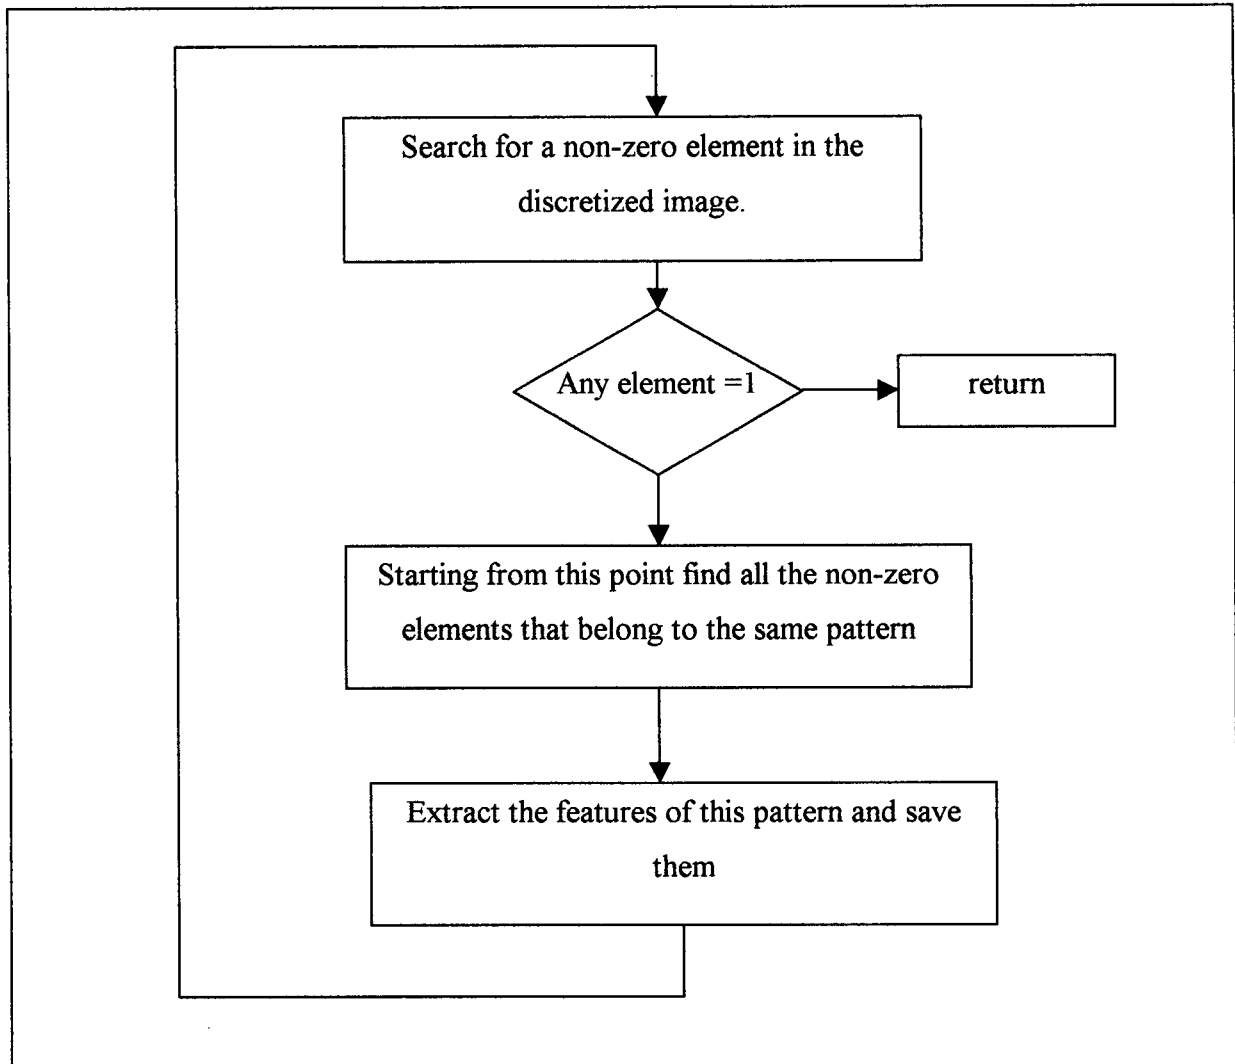 Search for a non-zero element in the
discretized image.
Any element =1
return
Starting from this point find all the non-zero
elements that belong to the same pattern
Extract the features of this pattern and save
them